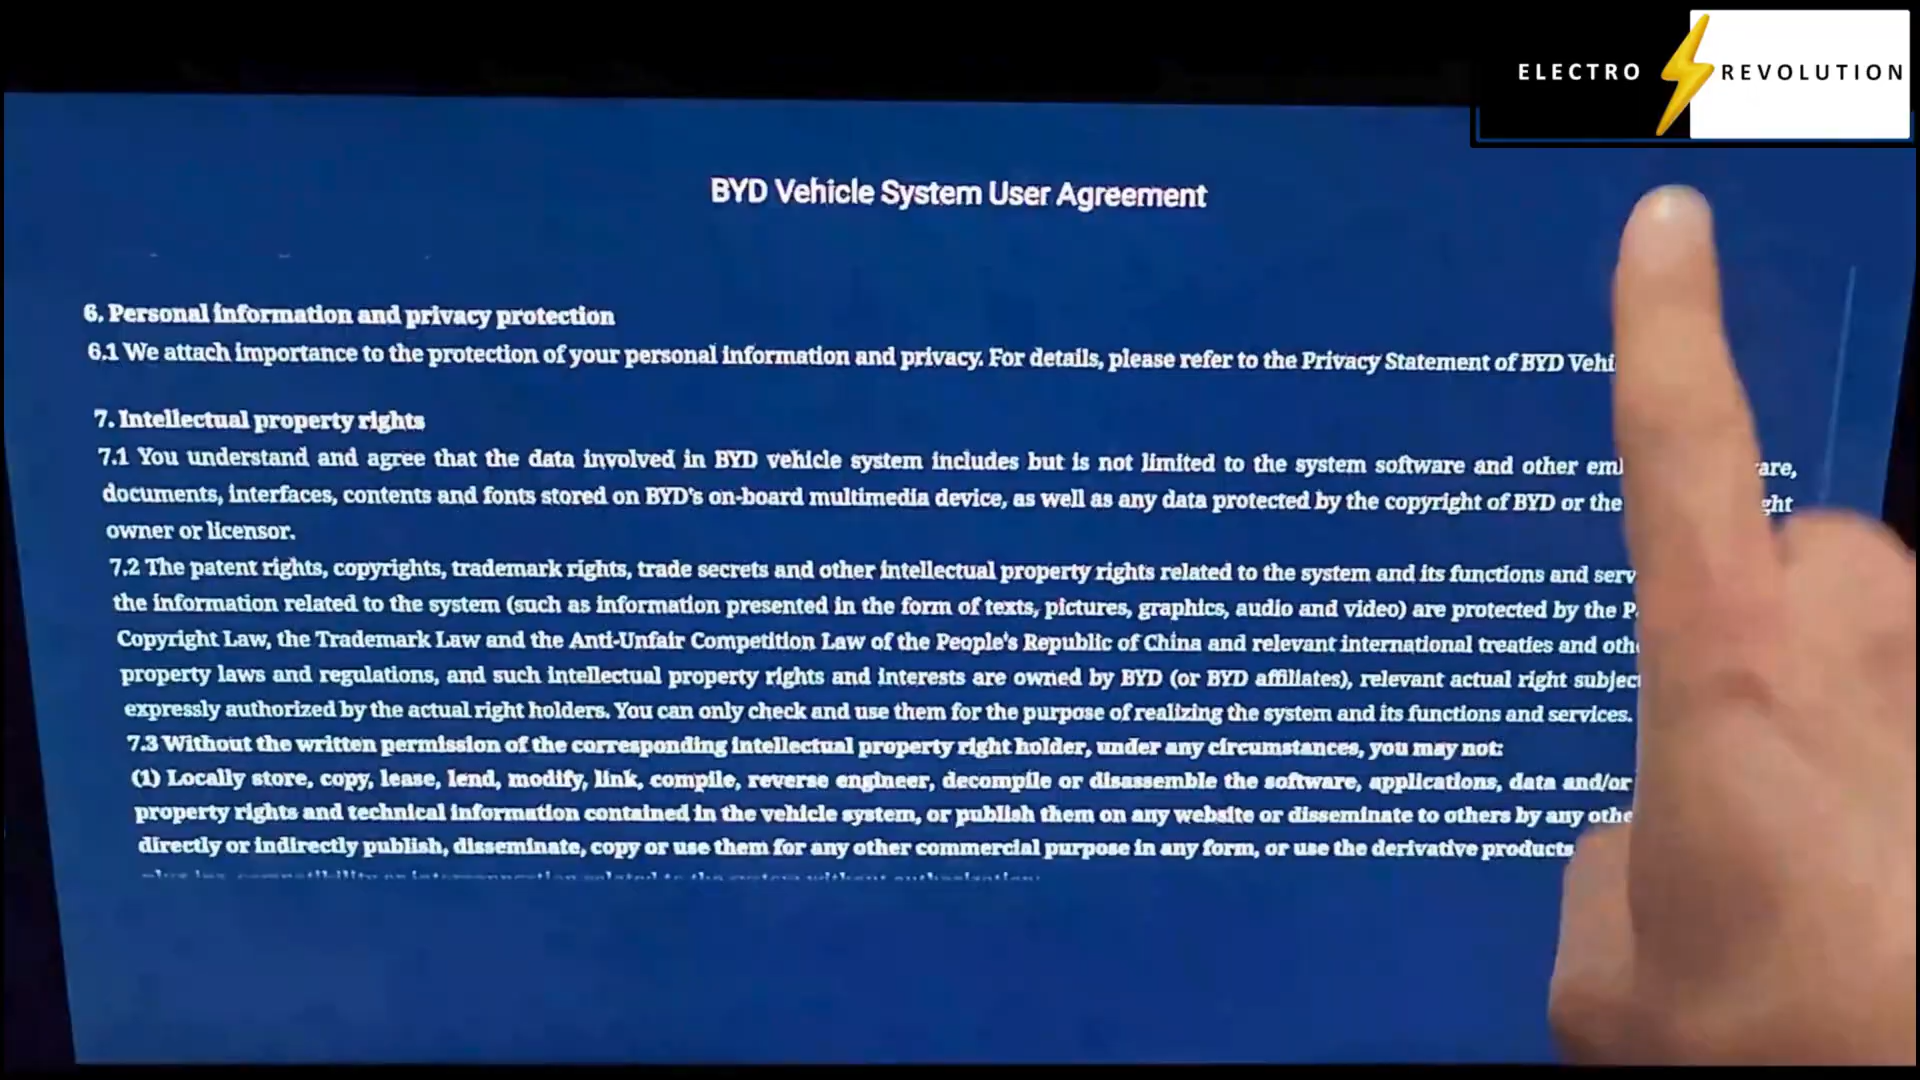 ELECTRO REVOLUTION
BYD Vehicle System User Agreement
6. Personal information and privacy protection
6.1 We attach importance to the protection of your personal information and privacy. For details, please refer to the Privacy Statement of BYD
7. Intellectual property rights
7.1 You understand and agree that the data involved in BYD vehicle system includes but is not limited to the system software and other
documents, interfaces, contents and fonts stored on BYD's on-board multimedia device, as well as any data protected by the copyright of BYD or the
owner or licensor.
7.2 The patent rights, copyrights, trademark rights, trade secrets and other intellectual property rights related to the system and its functions and
the information related to the system (such as information presented in the form of texts, pictures, graphics, audio and video) are protected by the
Copyright Law, the Trademark Law and the Anti-Unfair Competition Law of the People's Republic of China and relevant international treaties and
property laws and regulations, and such intellectual property rights and interests are owned by BYD (or BYD affiliates), relevant actual right
expressly authorized by the actual right holders. You can only check and use them for the purpose of realizing the system and its functions and services.
7.3 Without the written permission of the corresponding intellectual property right holder, under any circumstances, you may not:
(1) Locally store, copy, lease, lend, modify, link, compile, reverse engineer, decompile or disassemble the software, applications, data and/or
property rights and technical information contained in the vehicle system, or publish them on any website or disseminate to others by any
directly or indirectly publish, disseminate, copy or use them for any other commercial purpose in any form, or use the derivative products